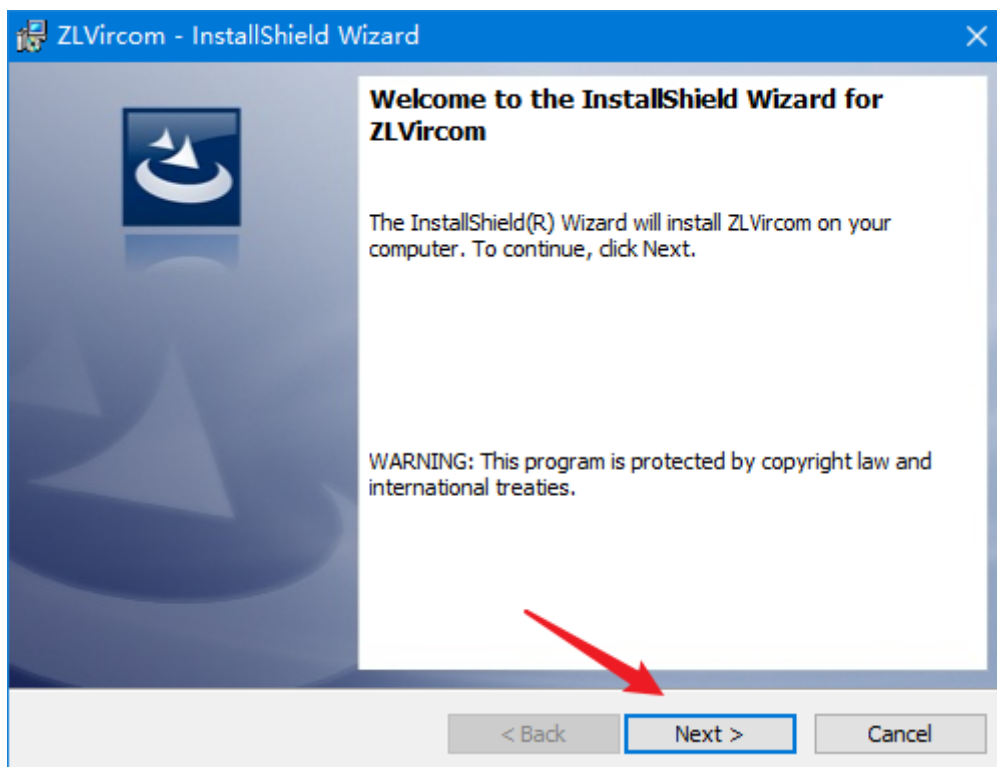 ZLVircom - InstallShield Wizard
Welcome to the InstallShield Wizard for
ZLVircom
The InstallShield(R) Wizard will install ZLVircom on your
computer. To continue, click Next.
WARNING: This program is protected by copyright law and
international treaties.
< Back
Next >
Cancel